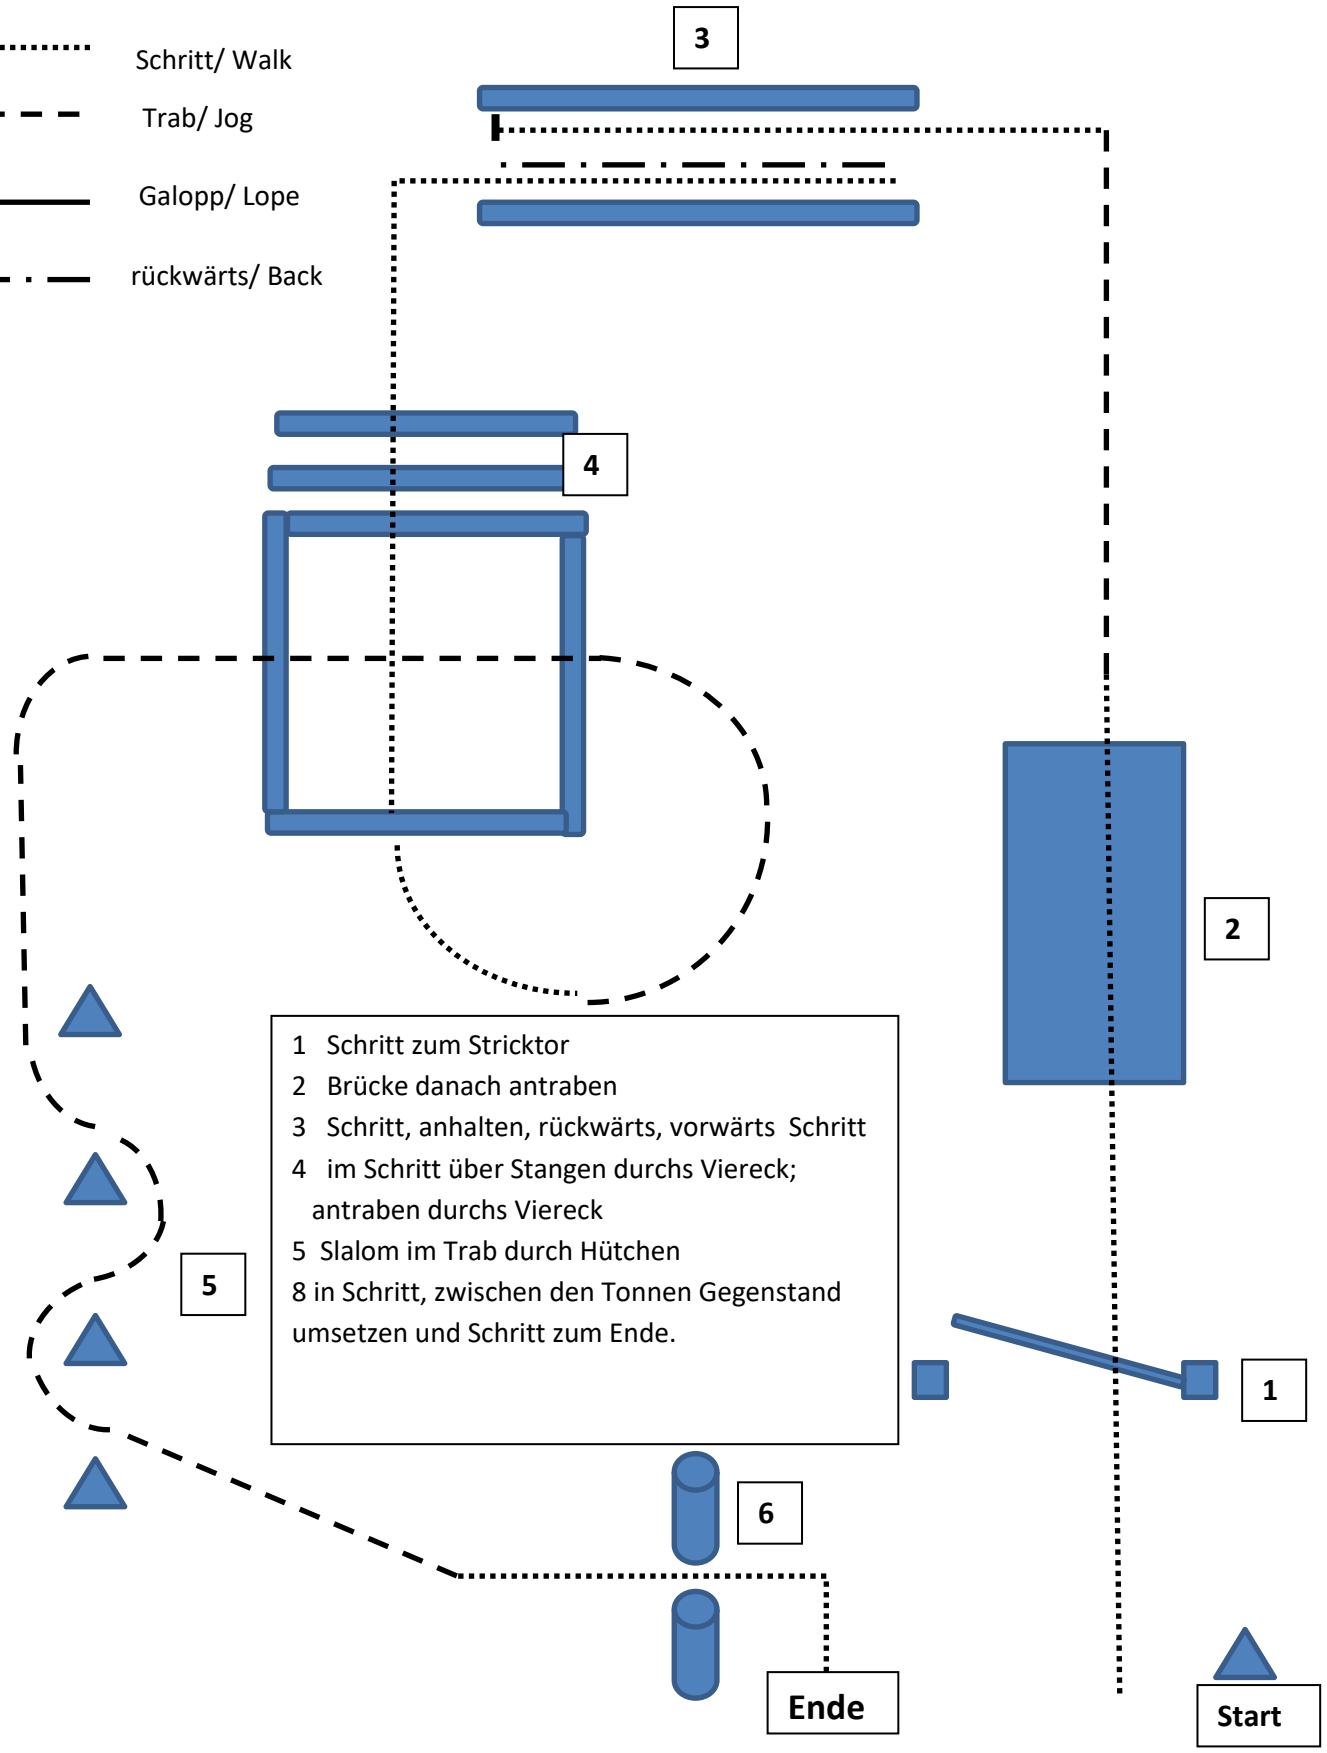 3
Schritt/ Walk
Trab/ Jog
Galopp/ Lope
rückwärts/ Back
4
2
1   Schritt zum Stricktor
2   Brücke danach antraben
3   Schritt, anhalten, rückwärts, vorwärts  Schritt
4   im Schritt über Stangen durchs Viereck;
antraben durchs Viereck
5  Slalom im Trab durch Hütchen
8 in Schritt, zwischen den Tonnen Gegenstand
umsetzen und Schritt zum Ende.
5
1
6
Ende
Start